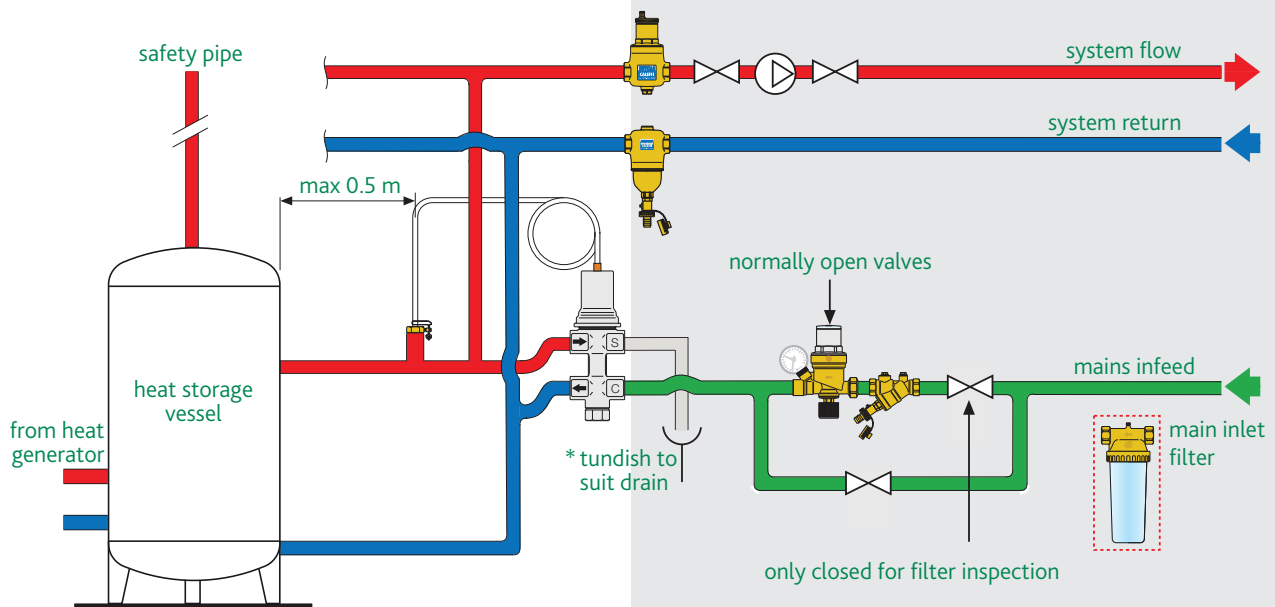 safety pipe
system flow
system return
max 0.5 m
normally open valves
S
C
mains infeed
heat storage
vessel
from heat
generator
* tundish to
suit drain
main inlet
filter
only closed for filter inspection